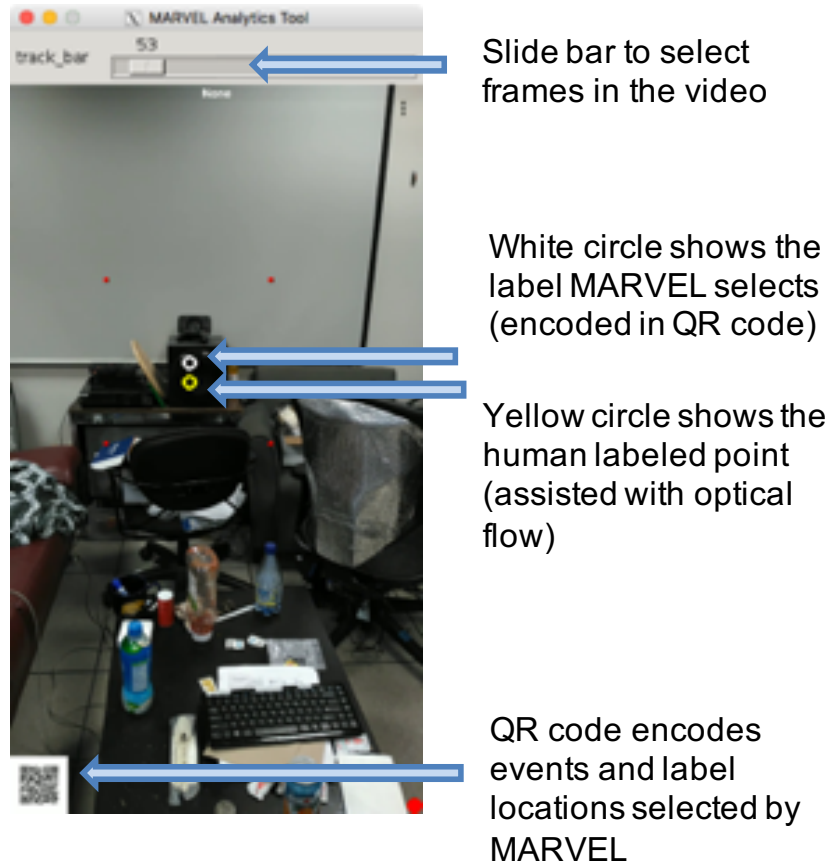 MARVEL Analytics Tool
track_bar
53
None
Slide bar to select
frames in the video
White circle shows the
label MARVEL selects
(encoded in QR code)
Yellow circle shows the
human labeled point
(assisted with optical
flow)
QR code encodes
events and label
locations selected by
MARVEL